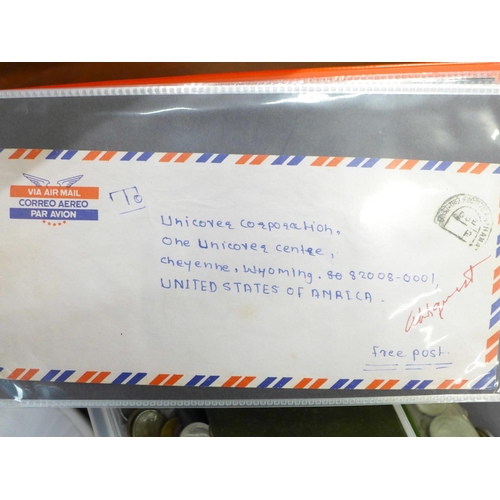 VIA AIR MAIL
CORREO AEREO
PAR AVION
To
Unicover Corporation,
One Unicover Centre,
Cheyenne, Wyoming. 82008-0001,
UNITED STATES OF AMRICA.
Free Post.